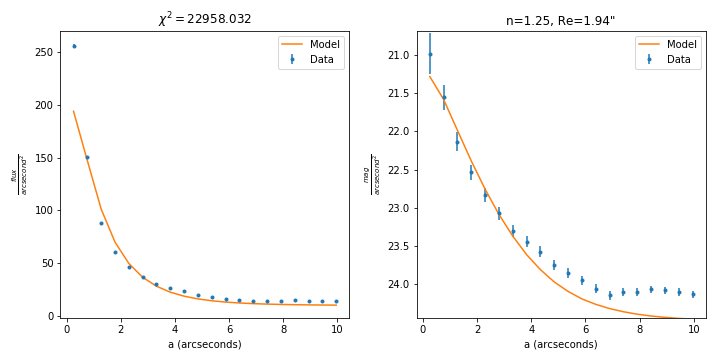 χ² = 22958.032
250
200
150
100
50
0
flux
arcsecond²
0 2 4 6 8 10
a (arcseconds)
Model
Data
n=1.25, Re=1.94"
21.0
21.5
22.0
22.5
23.0
23.5
24.0
mag
arcsecond²
0 2 4 6 8 10
a (arcseconds)
Model
Data